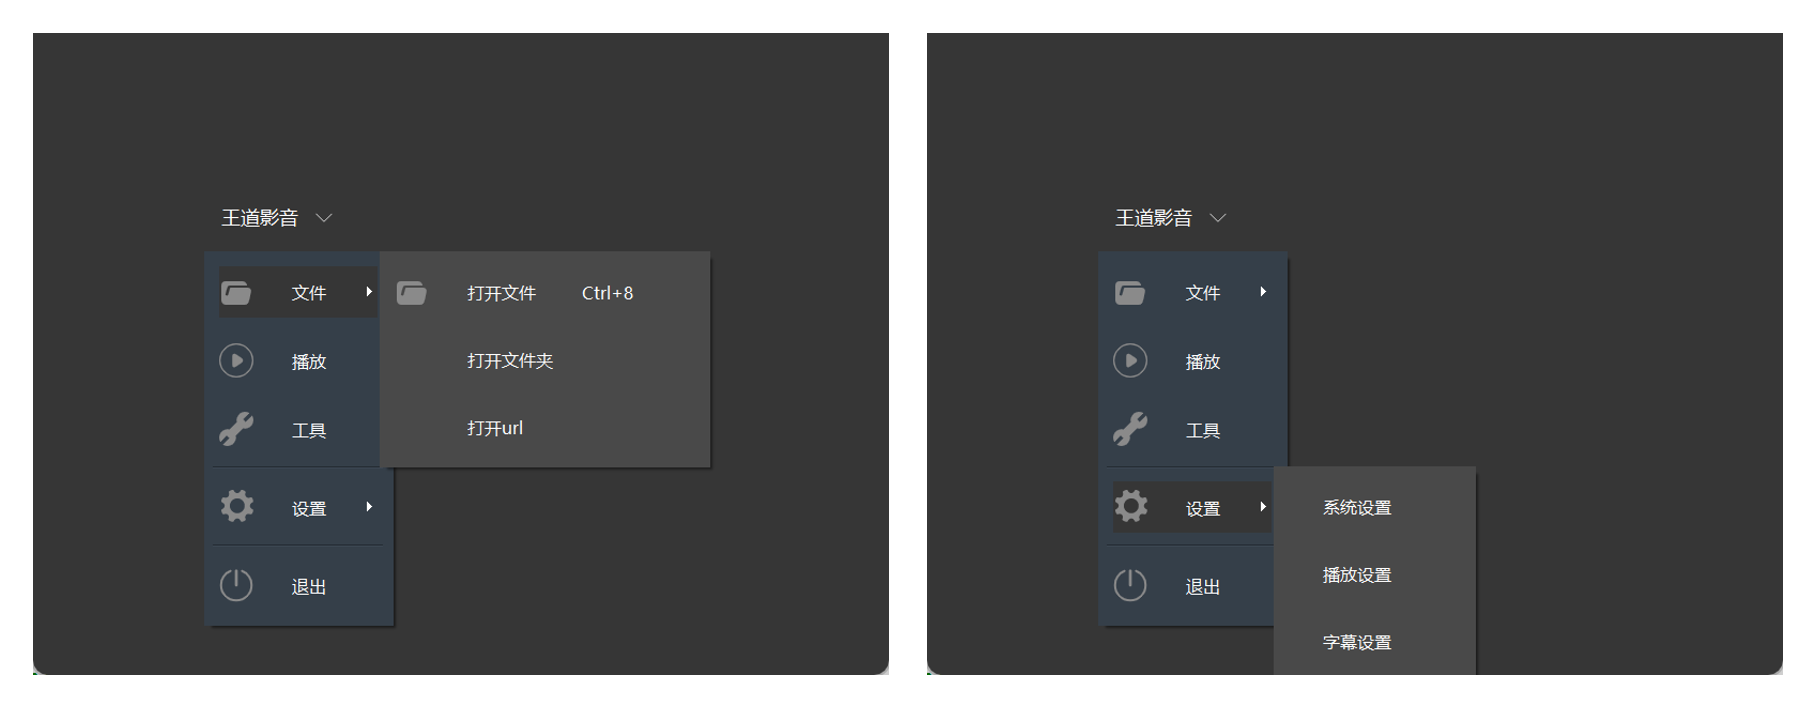 王道影音
文件
打开文件 Ctrl+8
播放
打开文件夹
工具
打开url
设置
退出
王道影音
文件
播放
工具
设置
系统设置
播放设置
退出
字幕设置